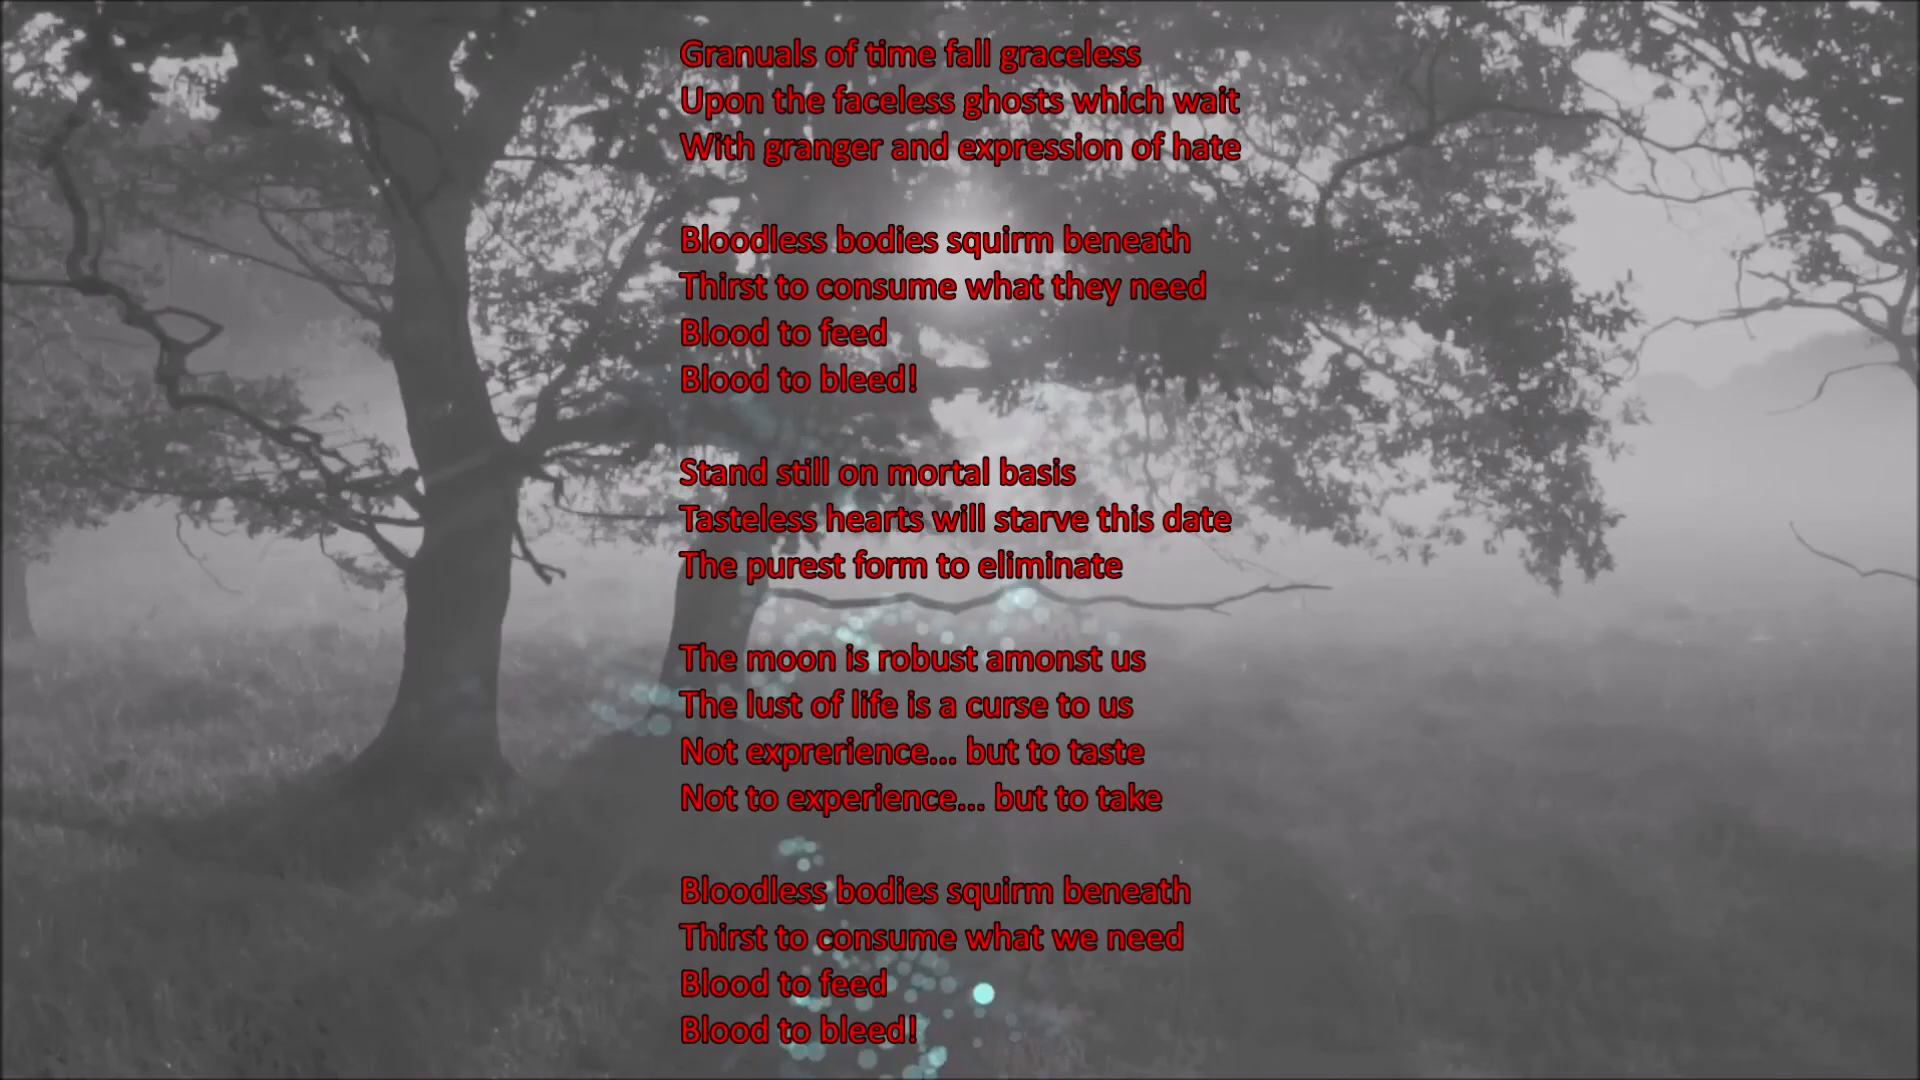 Granuals of time fall graceless
Upon the faceless ghosts which wait
With granger and expression of hate
Bloodless bodies squirm beneath
Thirst to consume what they need
Blood to feed
Blood to bleed!
Stand still on mortal basis
Tasteless hearts will starve this date
The purest form to eliminate
The moon is robust amonst us
The lust of life is a curse to us
Not exprerience... but to taste
Not to experience... but to take
Bloodless bodies squirm beneath
Thirst to consume what we need
Blood to feed
Blood to bleed!